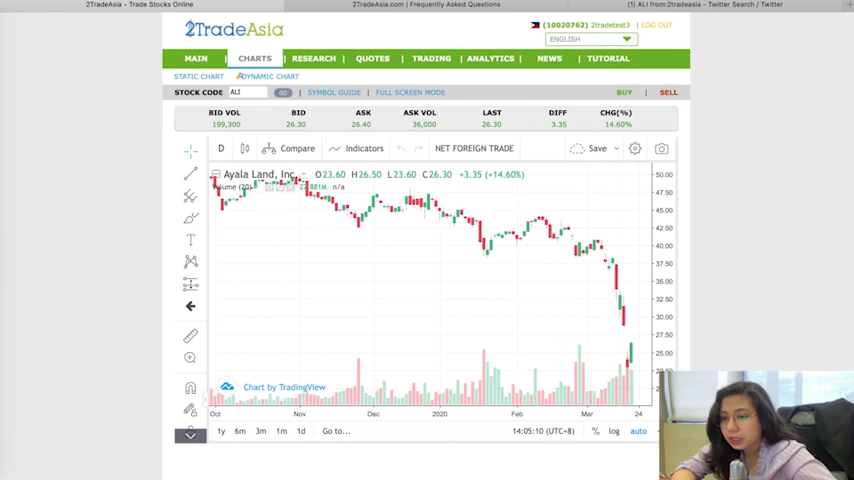 2TradeAsia - Trade Stocks Online
2TradeAsia.com | Frequently Asked Questions
(1) ALI from:2tradeasia - Twitter Search / Twitter
2TradeAsia
(10020762) 2tradetest3 | LOG OUT
ENGLISH
MAIN | CHARTS | RESEARCH | QUOTES | TRADING | ANALYTICS | NEWS | TUTORIAL
STATIC CHART DYNAMIC CHART
STOCK CODE ALI GO | SYMBOL GUIDE | FULL SCREEN MODE BUY | SELL
BID VOL BID ASK ASK VOL LAST DIFF CHG(%)
199,300 26.30 26.40 36,000 26.30 3.35 14.60%
D Compare Indicators NET FOREIGN TRADE Save
Ayala Land, Inc. O23.60 H26.50 L23.60 C26.30 +3.35 (+14.60%)
Volume (20) n/a
50.00
47.50
45.00
42.50
40.00
37.50
35.00
32.50
30.00
27.50
25.00
22.50
T
Chart by TradingView
Oct Nov Dec 2020 Feb Mar 24
1y 6m 3m 1m 1d Go to... 14:05:10 (UTC+8) % log auto